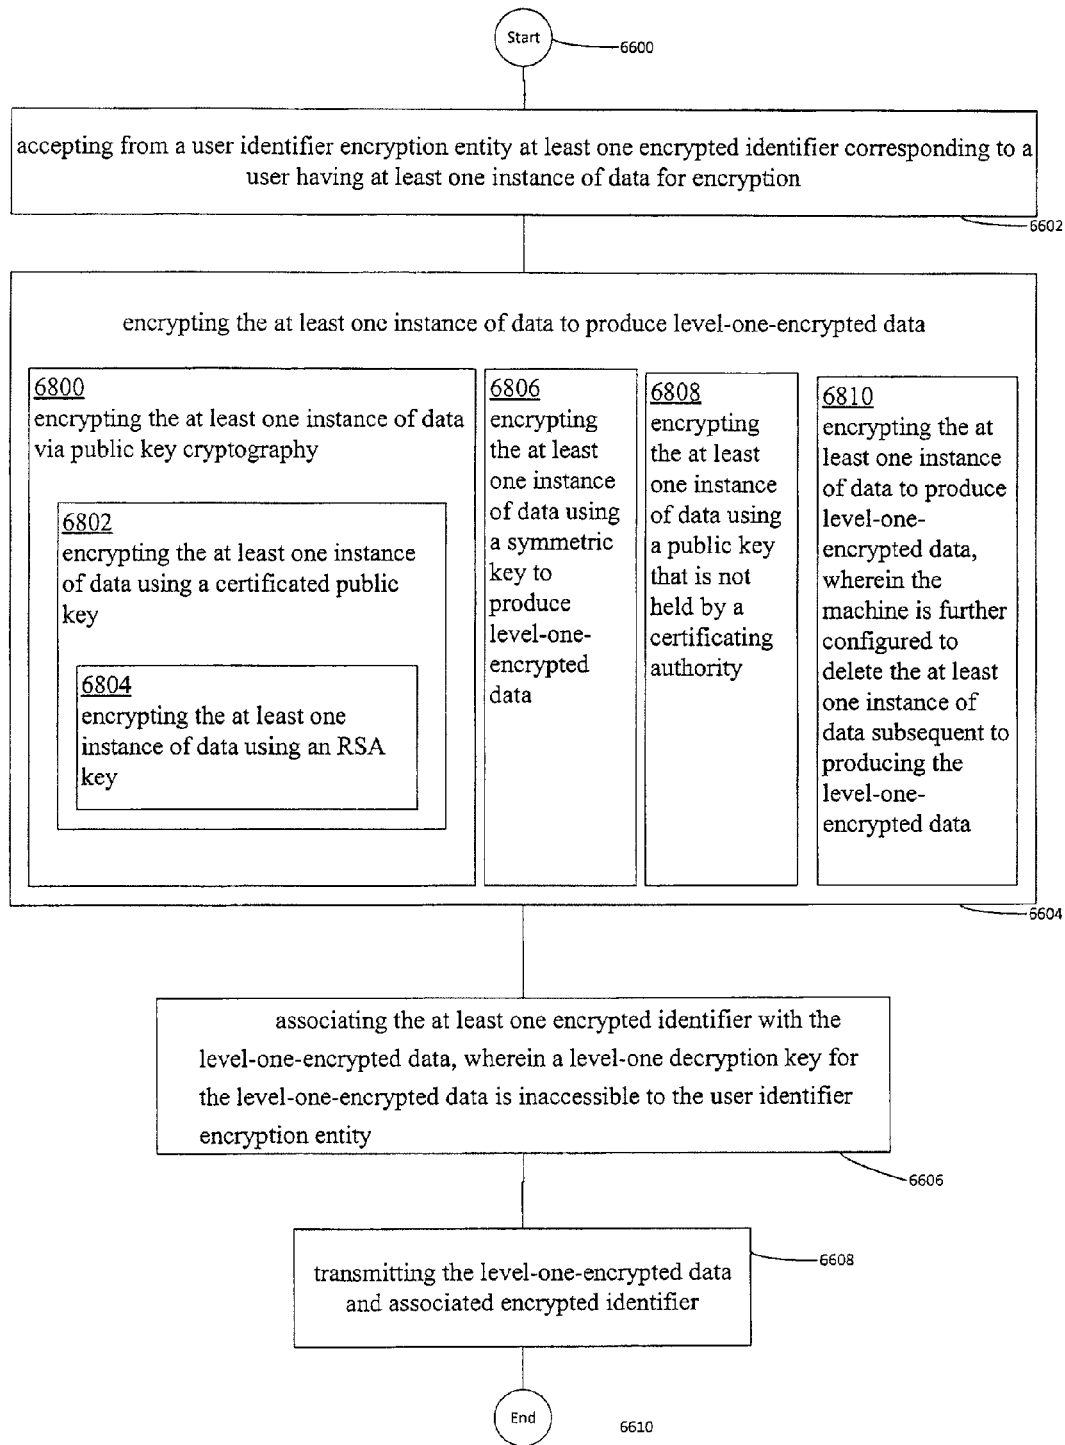 Start
6600
accepting from a user identifier encryption entity at least one encrypted identifier corresponding to a
user having at least one instance of data for encryption
6602
encrypting the at least one instance of data to produce level-one-encrypted data
6800
encrypting the at least one instance of data
via public key cryptography
6802
encrypting the at least one instance
of data using a certificated public
key
6804
encrypting the at least one
instance of data using an RSA
key
6806
encrypting
the at least
one instance
of data using
a symmetric
key to
produce
level-one-
encrypted
data
6808
encrypting
the at least
one instance
of data using
a public key
that is not
held by a
certificating
authority
6810
encrypting the at
least one instance
of data to produce
level-one-
encrypted data,
wherein the
machine is further
configured to
delete the at least
one instance of
data subsequent to
producing the
level-one-
encrypted data
6604
associating the at least one encrypted identifier with the
level-one-encrypted data, wherein a level-one decryption key for
the level-one-encrypted data is inaccessible to the user identifier
encryption entity
6606
6608
transmitting the level-one-encrypted data
and associated encrypted identifier
End
6610